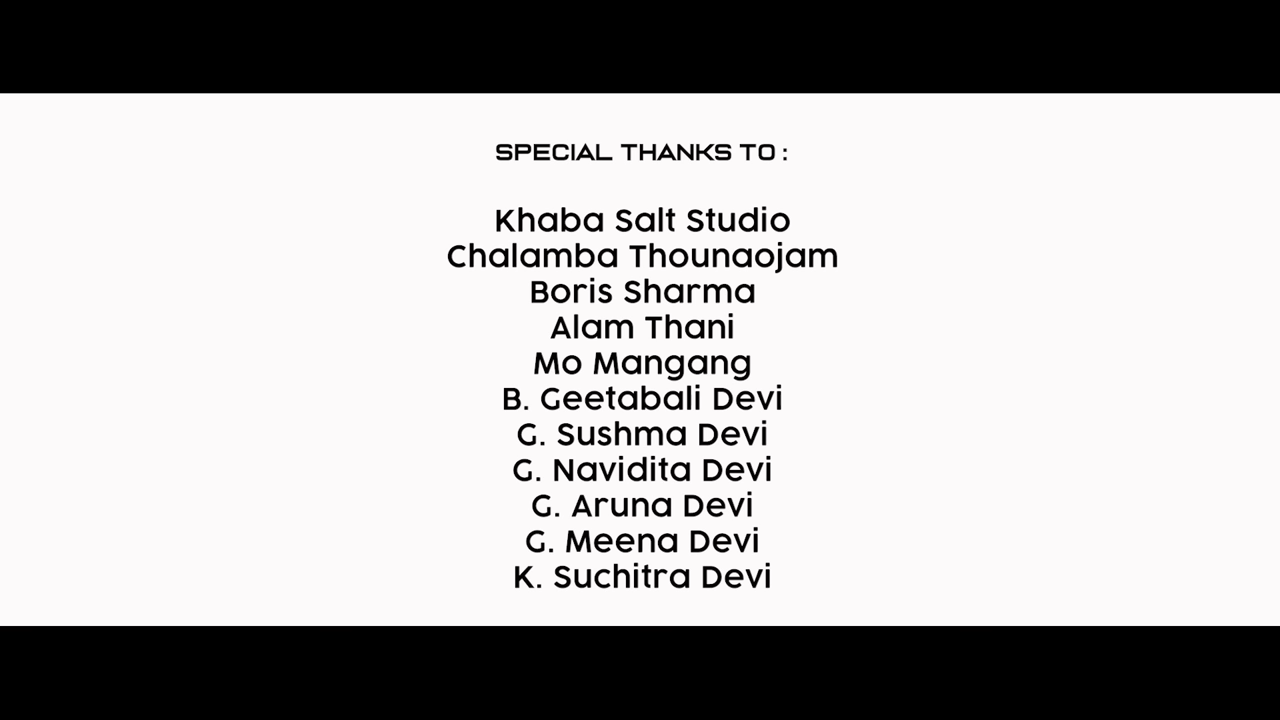 SPECIAL THANKS TO :
Khaba Salt Studio
Chalamba Thounaojam
Boris Sharma
Alam Thani
Mo Mangang
B. Geetabali Devi
G. Sushma Devi
G. Navidita Devi
G. Aruna Devi
G. Meena Devi
K. Suchitra Devi